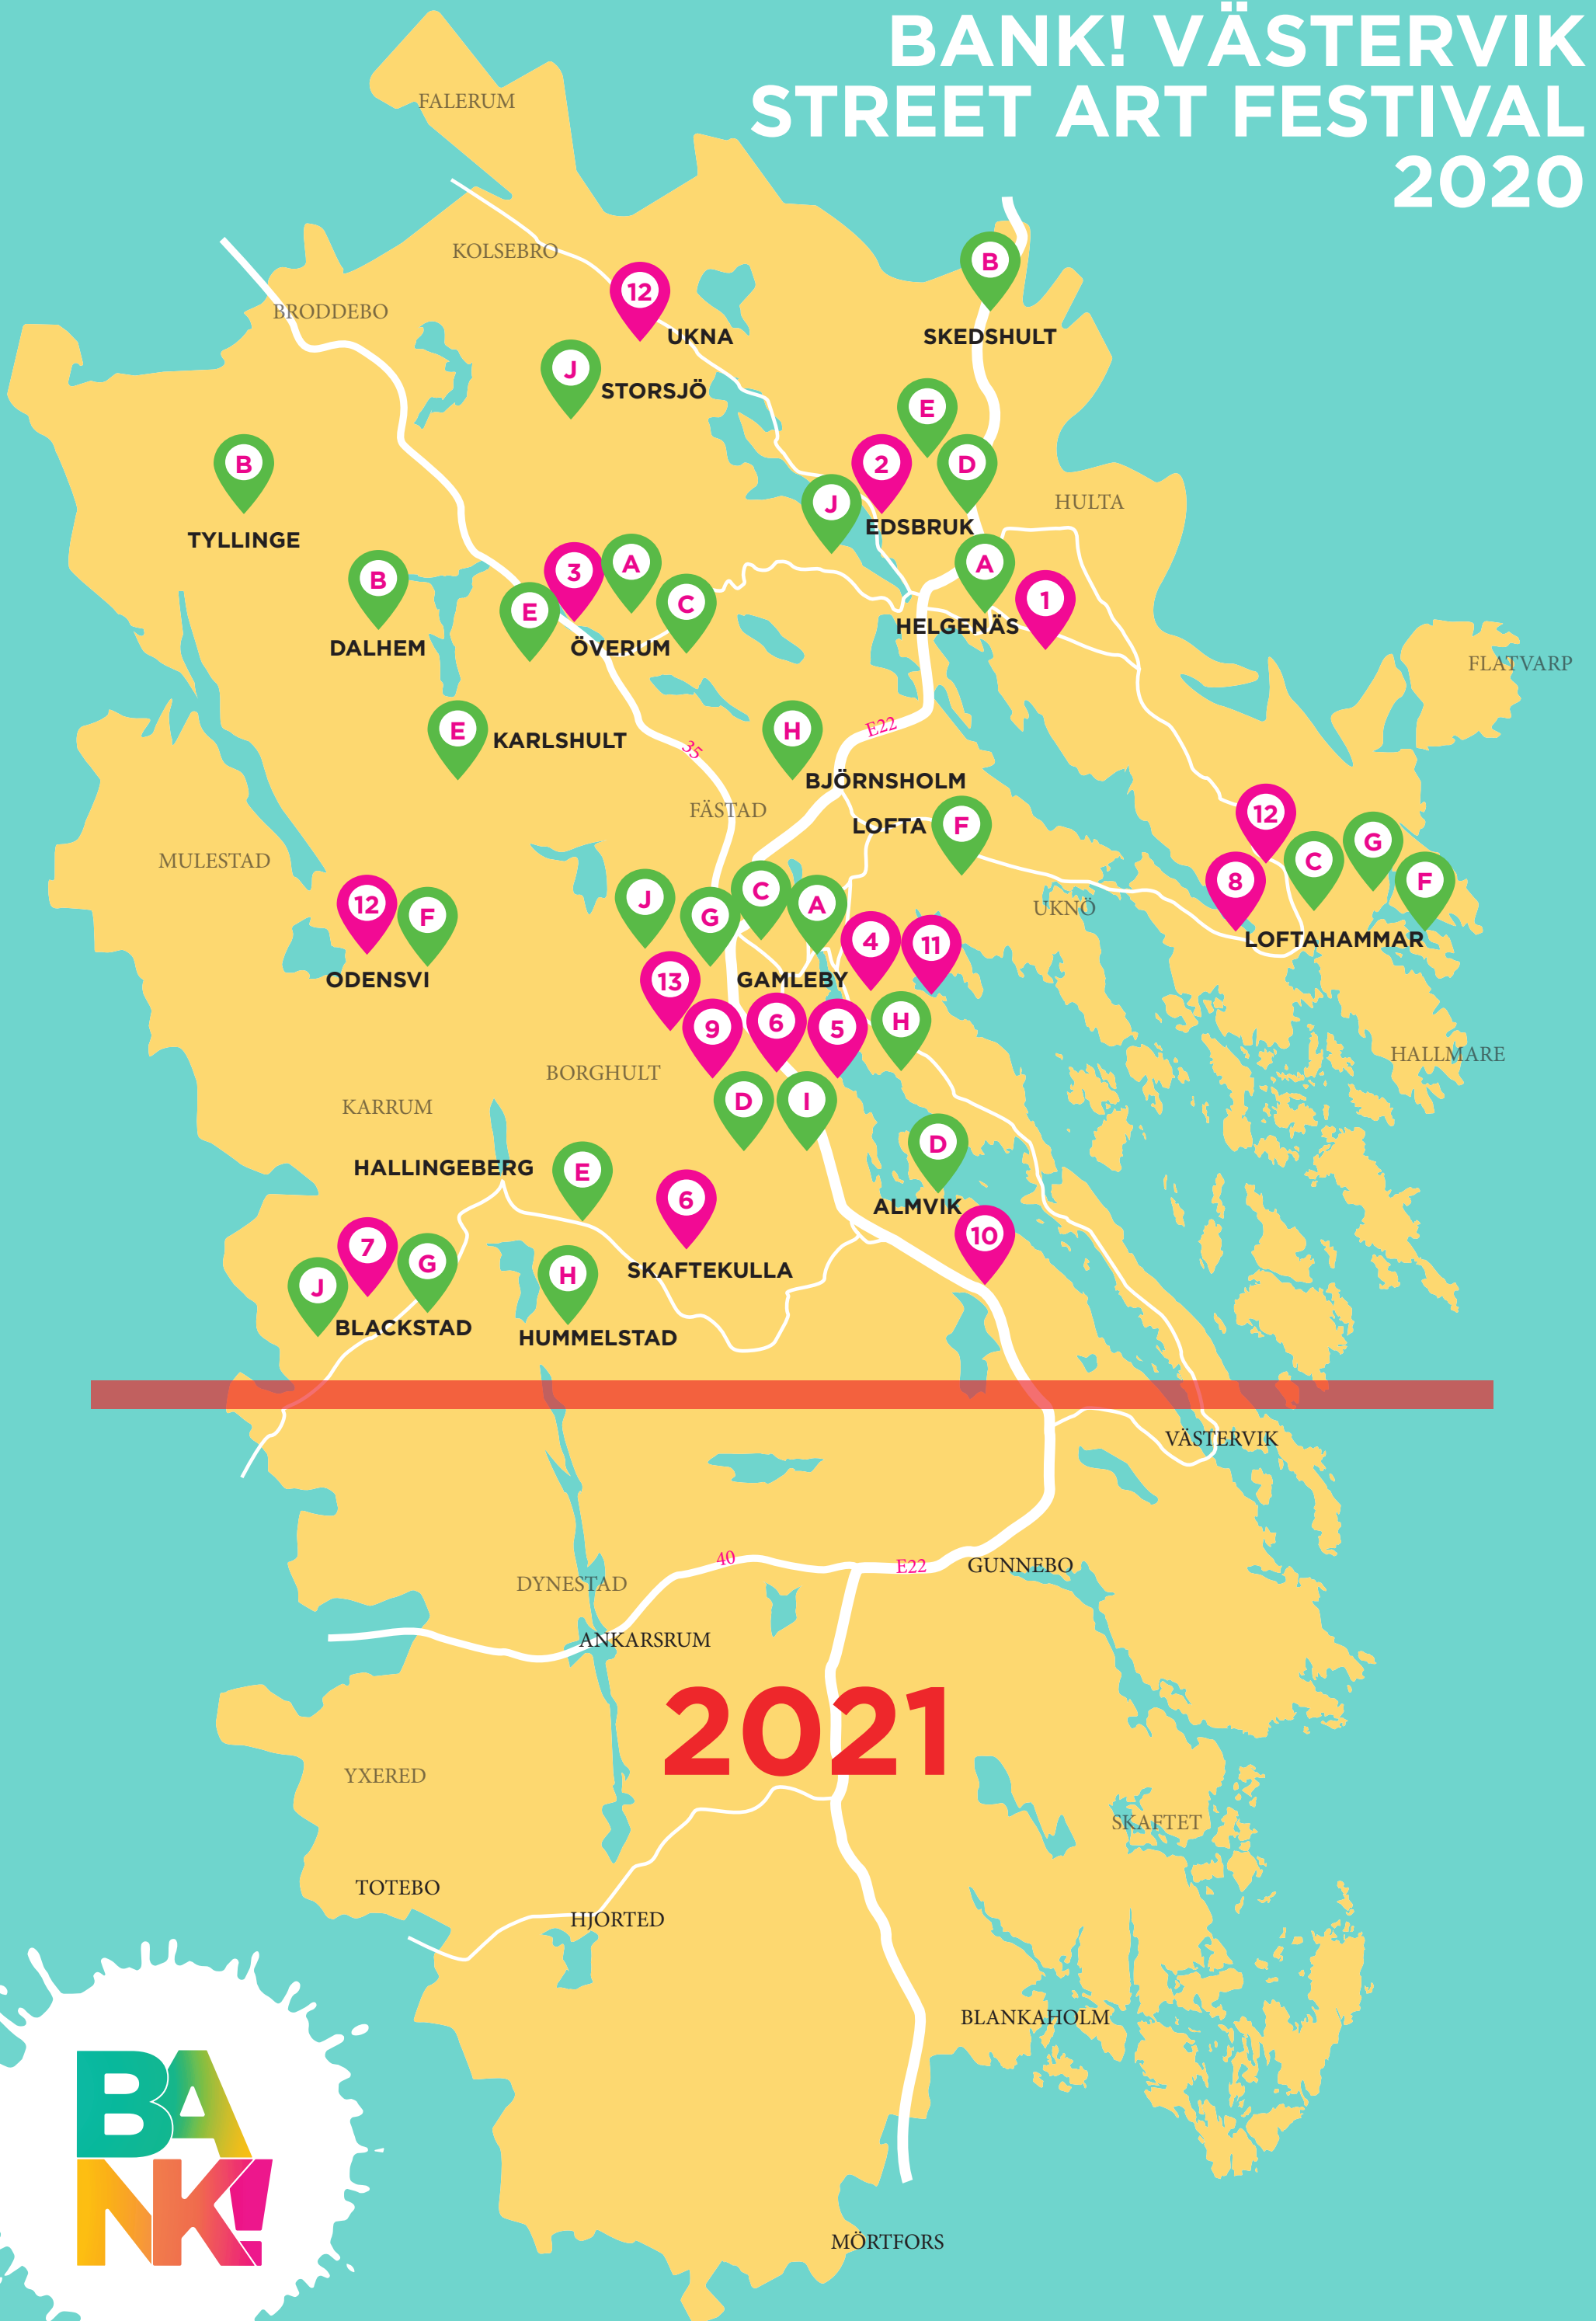 BANK! VÄSTERVIK
STREET ART FESTIVAL
2020
FALERUM
KOLSEBRO
B
12
BRODDEBO
UKNA
SKEDSHULT
J
STORSJÖ
E
B
2
D
J
HULTA
EDSBRUK
TYLLINGE
A
3
A
B
C
1
E
HELGENÄS
DALHEM
ÖVERUM
FLATVARP
E22
E
H
KARLSHULT
35
BJÖRNSHOLM
FÄSTAD
12
LOFTA
F
G
MULESTAD
C
8
F
C
J
12
A
G
F
UKNÖ
4
11
LOFTAHAMMAR
ODENSVI
13
GAMLEBY
H
6
9
5
HALLMARE
BORGHULT
D
I
KARRUM
D
HALLINGEBERG
E
6
ALMVIK
10
7
G
SKAFTEKULLA
H
J
BLACKSTAD
HUMMELSTAD
VÄSTERVIK
40
E22
GUNNEBO
DYNESTAD
ANKARSRUM
2021
YXERED
SKAFTET
TOTEBO
HJORTED
BLANKAHOLM
BA
NK!
MÖRTFORS